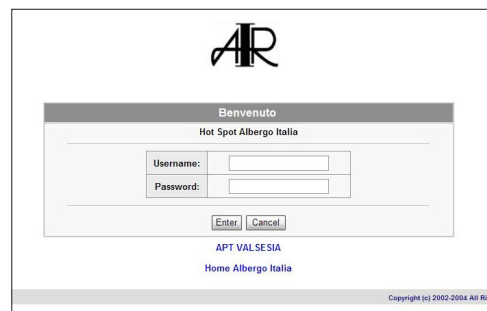 AIR
Benvenuto
Hot Spot Albergo Italia
Username:
Password:
Enter Cancel
APT VALSESIA
Home Albergo Italia
Copyright (c) 2002-2004 All Ri